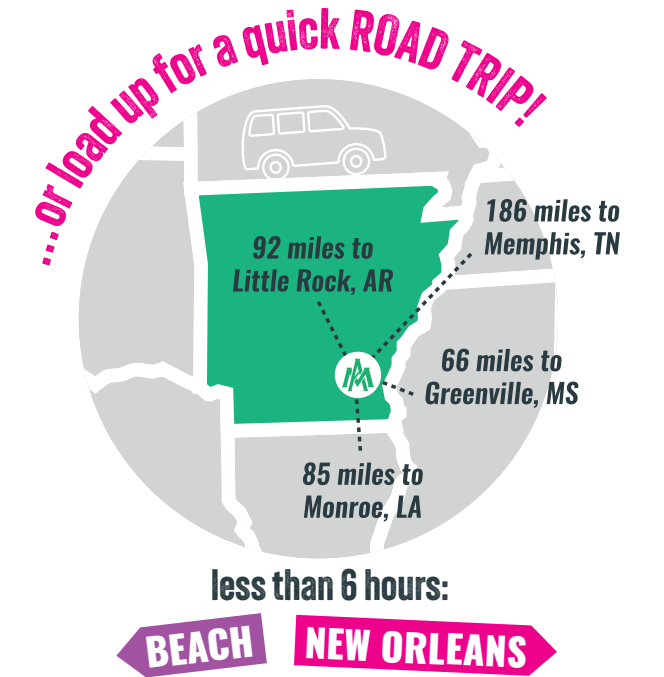 ...or load up for a quick ROAD TRIP!
186 miles to
Memphis, TN
92 miles to
Little Rock, AR
66 miles to
Greenville, MS
85 miles to
Monroe, LA
less than 6 hours:
BEACH
NEW ORLEANS